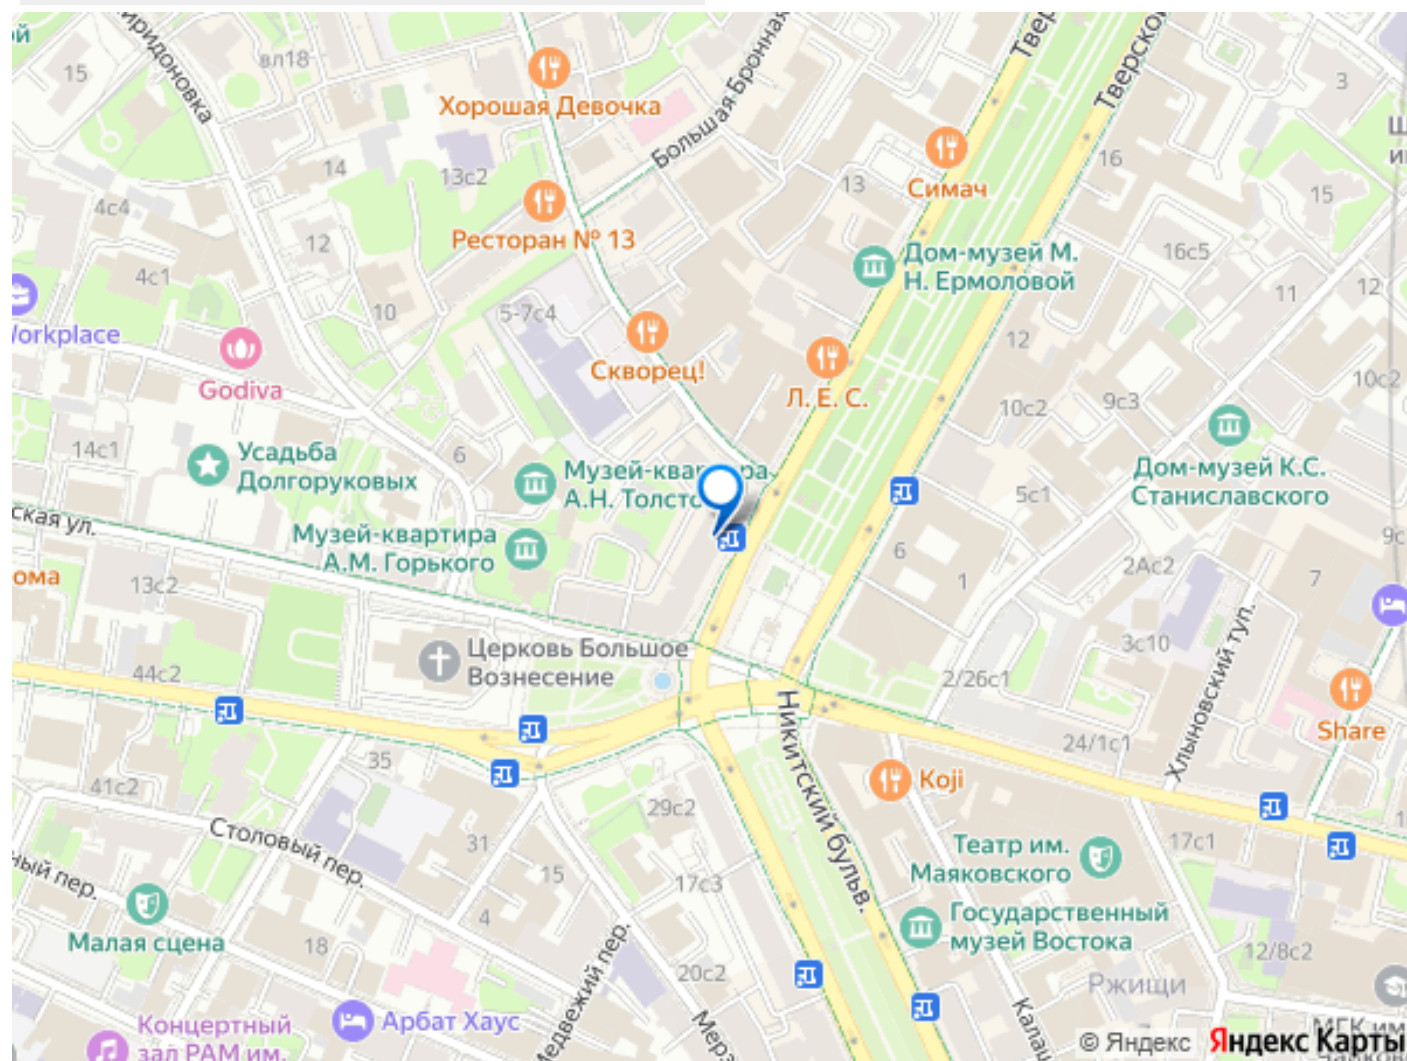 ой
15
вл18
Хорошая Девочка
Большая Бронная
Тверской
3
14
13с2
13
Симач
16
15
4с4
12
Ресторан № 13
Дом-музей М.
Н. Ермоловой
16с5
4с1
10
5-7с4
11
12
Workplace
Godiva
Скворец!
Л. Е. С.
12
10с2
9с3
10с2
14с1
Усадьба
Долгоруковых
6
Музей-квартира
Дом-музей К.С.
Станиславского
5с1
Музей-квартира
А.М. Горького
6
1
2Ас2
7
13с2
Церковь Большое
Вознесение
3с10
Хлыновский туп.
44с2
2/26с1
Share
Никитский бульв.
24/1с1
35
41с2
Koji
29с2
Столовый пер.
31
15
Театр им.
Маяковского
17с1
17с3
4
Малая сцена
18
Государственный
музей Востока
12/8с2
20с2
Ржищи
Арбат Хаус
Концертный
зал РАМ им.
© Яндекс Яндекс Карты